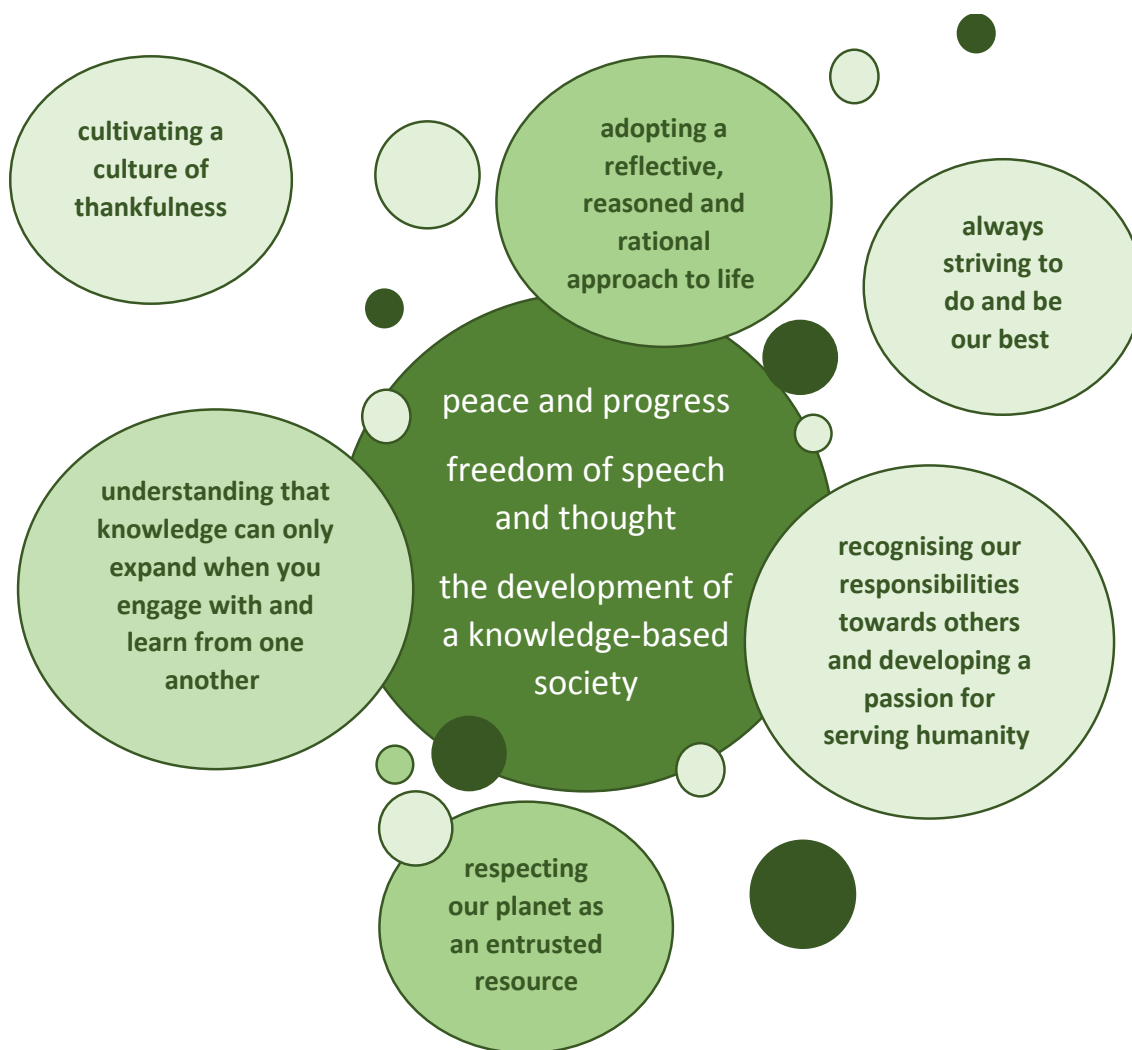 cultivating a
culture of
thankfulness
adopting a
reflective,
reasoned and
rational
approach to life
always
striving to
do and be
our best
peace and progress
freedom of speech
and thought
the development of
a knowledge-based
society
understanding that
knowledge can only
expand when you
engage with and
learn from one
another
recognising our
responsibilities
towards others
and developing a
passion for
serving humanity
respecting
our planet as
an entrusted
resource